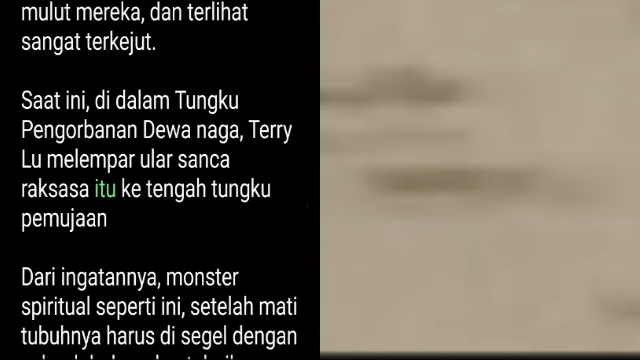 mulut mereka, dan terlihat
sangat terkejut.
Saat ini, di dalam Tungku
Pengorbanan Dewa naga, Terry
Lu melempar ular sanca
raksasa itu ke tengah tungku
pemujaan
Dari ingatannya, monster
spiritual seperti ini, setelah mati
tubuhnya harus di segel dengan